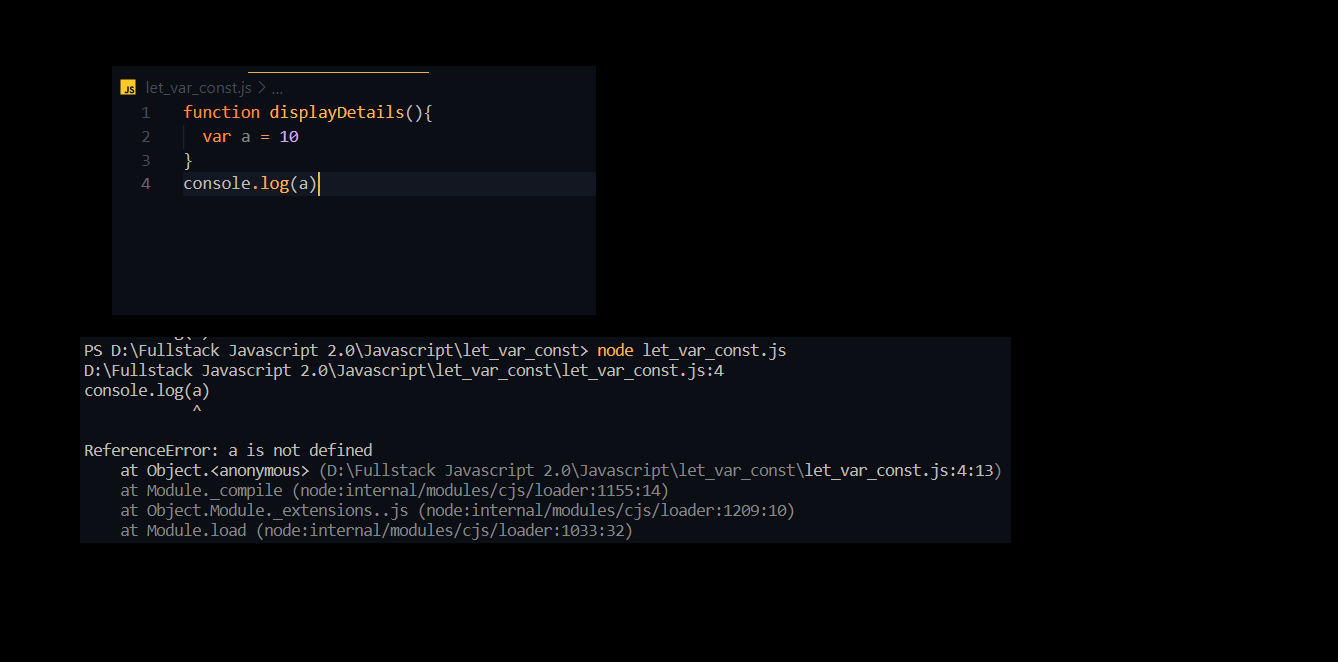 JS let_var_const.js > ...
1 function displayDetails(){
2 var a = 10
3 }
4 console.log(a)
PS D:\Fullstack Javascript 2.0\Javascript\let_var_const> node let_var_const.js
D:\Fullstack Javascript 2.0\Javascript\let_var_const\let_var_const.js:4
console.log(a)
^
ReferenceError: a is not defined
at Object.<anonymous> (D:\Fullstack Javascript 2.0\Javascript\let_var_const\let_var_const.js:4:13)
at Module._compile (node:internal/modules/cjs/loader:1155:14)
at Object.Module._extensions..js (node:internal/modules/cjs/loader:1209:10)
at Module.load (node:internal/modules/cjs/loader:1033:32)